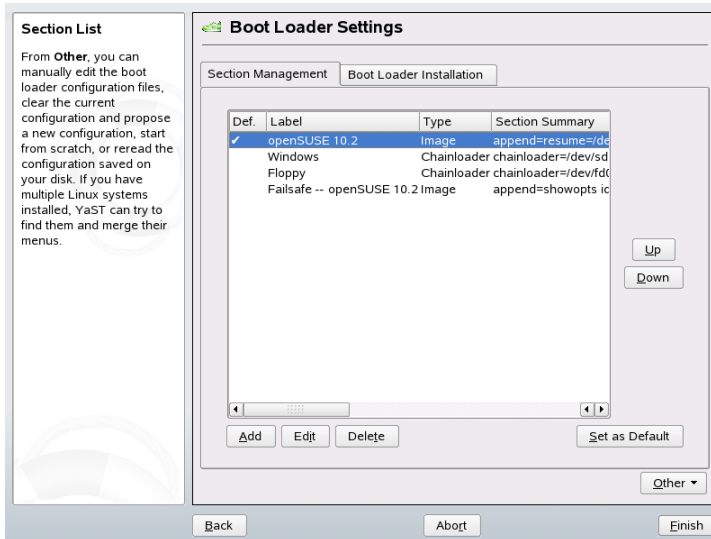 Section List
From Other, you can
manually edit the boot
loader configuration files,
clear the current
configuration and propose
a new configuration, start
from scratch, or reread the
configuration saved on
your disk. If you have
multiple Linux systems
installed, YaST can try to
find them and merge their
menus.
Boot Loader Settings
Section Management Boot Loader Installation
Def. Label Type Section Summary
✔ openSUSE 10.2 Image append=resume=/de
Windows Chainloader chainloader=/dev/sd
Floppy Chainloader chainloader=/dev/fd0
Failsafe -- openSUSE 10.2 Image append=showopts id
Up
Down
Add Edit Delete Set as Default
Other
Back Abort Finish